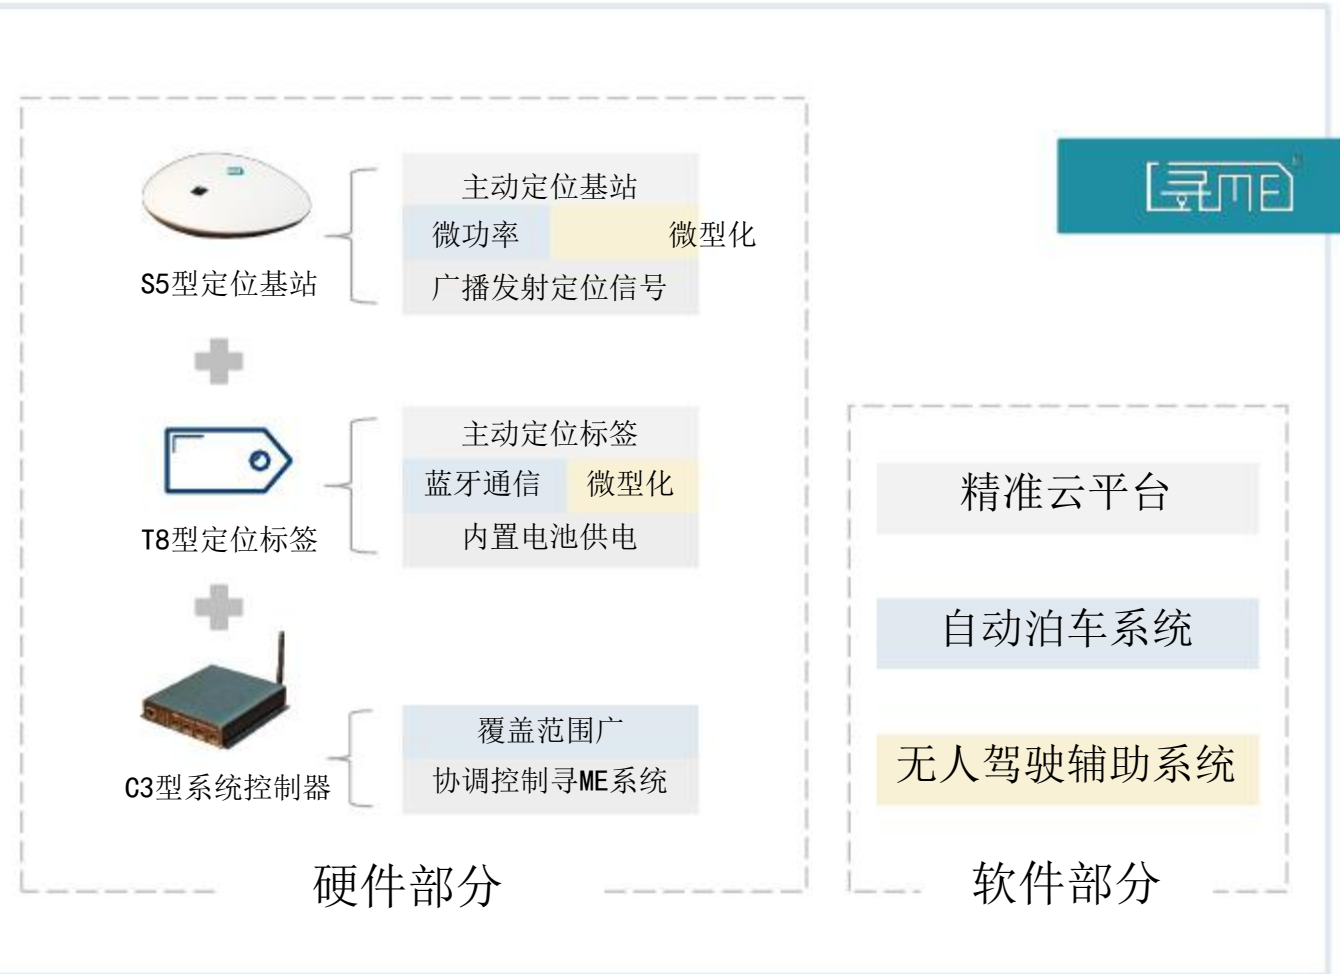 寻ME
主动定位基站
微功率 微型化
广播发射定位信号
S5型定位基站
主动定位标签
蓝牙通信 微型化
内置电池供电
T8型定位标签
覆盖范围广
协调控制寻ME系统
C3型系统控制器
硬件部分
精准云平台
自动泊车系统
无人驾驶辅助系统
软件部分